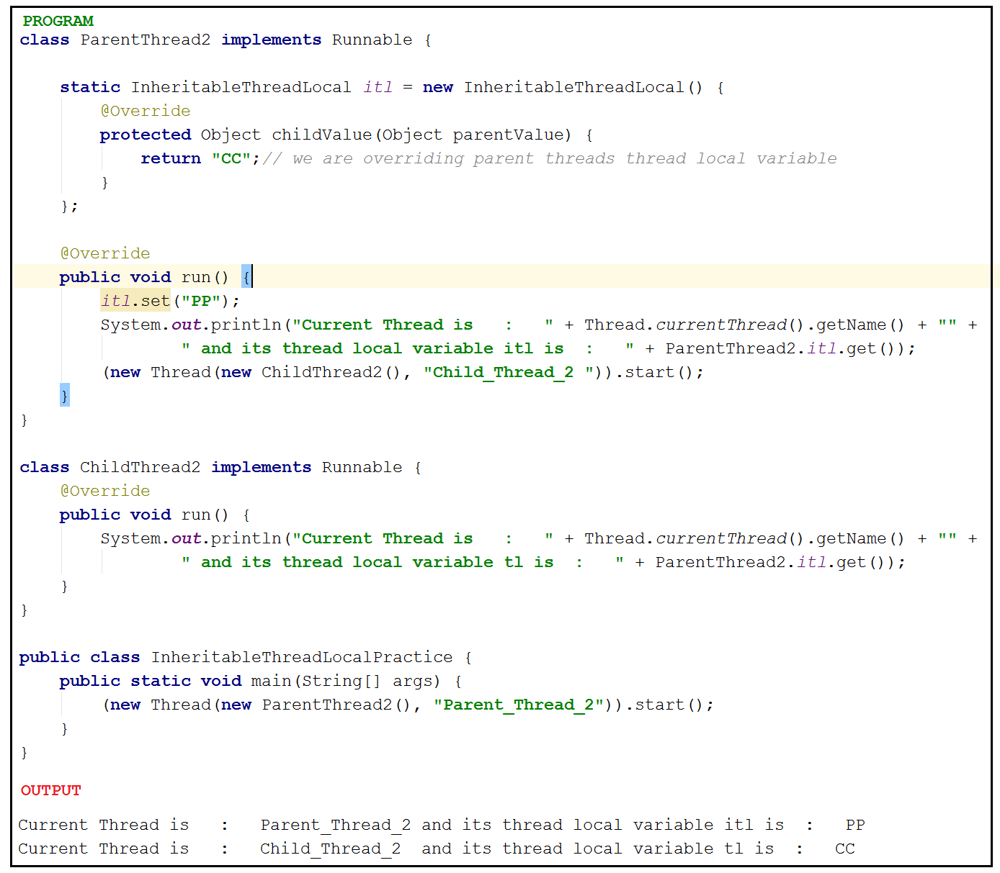 PROGRAM
class ParentThread2 implements Runnable {
static InheritableThreadLocal itl = new InheritableThreadLocal() {
@Override
protected Object childValue(Object parentValue) {
return "CC";// we are overriding parent threads thread local variable
}
};
@Override
public void run() {
itl.set("PP");
System.out.println("Current Thread is   :   " + Thread.currentThread().getName() + "" +
" and its thread local variable itl is  :   " + ParentThread2.itl.get());
(new Thread(new ChildThread2(), "Child_Thread_2 ")).start();
}
}
class ChildThread2 implements Runnable {
@Override
public void run() {
System.out.println("Current Thread is   :   " + Thread.currentThread().getName() + "" +
" and its thread local variable tl is  :   " + ParentThread2.itl.get());
}
}
public class InheritableThreadLocalPractice {
public static void main(String[] args) {
(new Thread(new ParentThread2(), "Parent_Thread_2")).start();
}
}
OUTPUT
Current Thread is   :   Parent_Thread_2 and its thread local variable itl is  :   PP
Current Thread is   :   Child_Thread_2  and its thread local variable tl is  :   CC